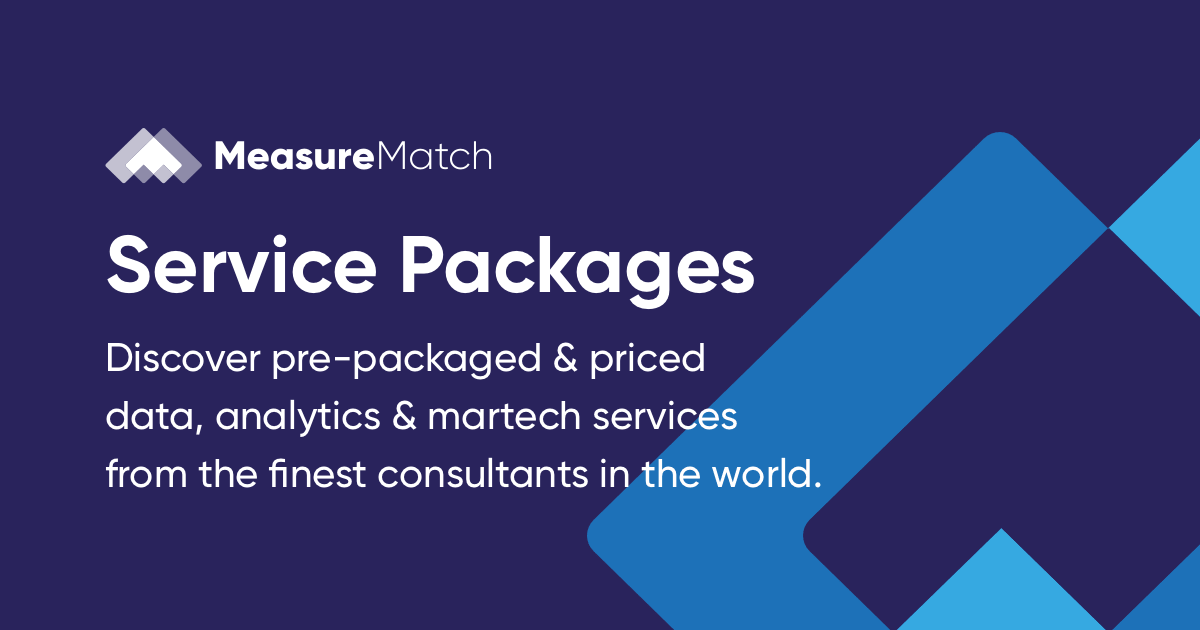 MeasureMatch
Service Packages
Discover pre-packaged & priced
data, analytics & martech services
from the finest consultants in the world.